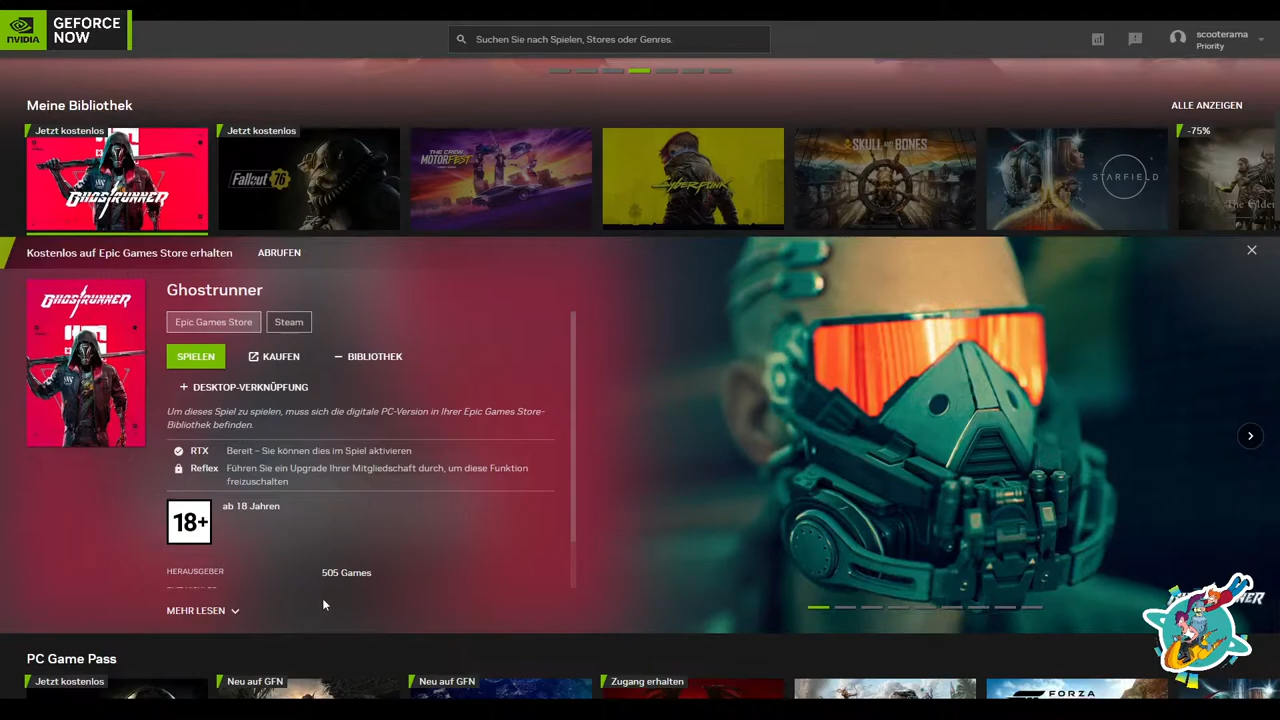 NVIDIA
GEFORCE
NOW
Suchen Sie nach Spielen, Stores oder Genres.
scooterama
Priority
Meine Bibliothek
ALLE ANZEIGEN
Jetzt kostenlos
GHOSTRUNNER
Jetzt kostenlos
Fallout 76
THE CREW
MOTORFEST
CYBERPUNK
SKULL AND BONES
STARFIELD
-75%
The Elder
Kostenlos auf Epic Games Store erhalten
ABRUFEN
GHOSTRUNNER
Ghostrunner
Epic Games Store
Steam
SPIELEN
KAUFEN
BIBLIOTHEK
DESKTOP-VERKNÜPFUNG
Um dieses Spiel zu spielen, muss sich die digitale PC-Version in Ihrer Epic Games Store-
Bibliothek befinden.
RTX Bereit – Sie können dies im Spiel aktivieren
Reflex Führen Sie ein Upgrade Ihrer Mitgliedschaft durch, um diese Funktion
freizuschalten
18+
ab 18 Jahren
HERAUSGEBER
505 Games
MEHR LESEN
PC Game Pass
Jetzt kostenlos
Neu auf GFN
Neu auf GFN
Zugang erhalten
FORZA